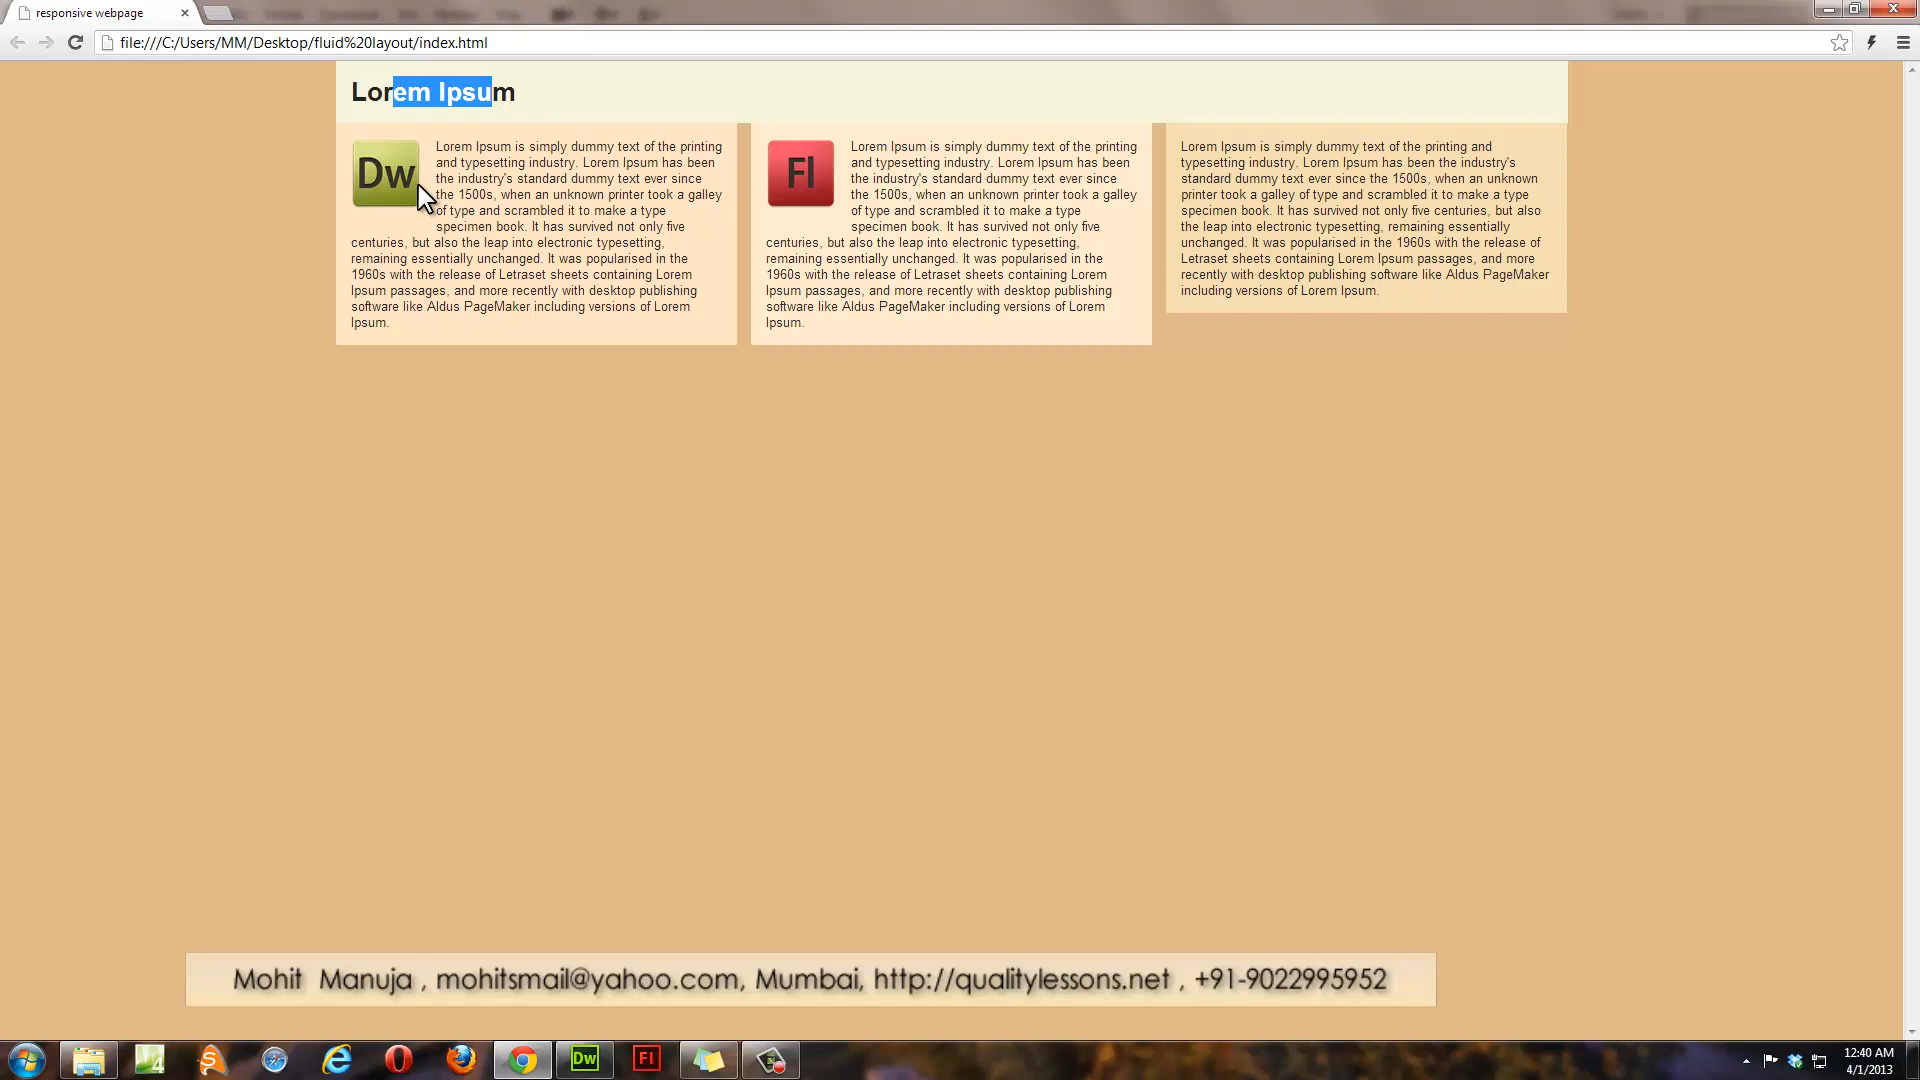 responsive webpage
file:///C:/Users/MM/Desktop/fluid%20layout/index.html
Lorem Ipsum
Dw
Lorem Ipsum is simply dummy text of the printing
and typesetting industry. Lorem Ipsum has been
the industry's standard dummy text ever since
the 1500s, when an unknown printer took a galley
of type and scrambled it to make a type
specimen book. It has survived not only five
centuries, but also the leap into electronic typesetting,
remaining essentially unchanged. It was popularised in the
1960s with the release of Letraset sheets containing Lorem
Ipsum passages, and more recently with desktop publishing
software like Aldus PageMaker including versions of Lorem
Ipsum.
Fl
Lorem Ipsum is simply dummy text of the printing
and typesetting industry. Lorem Ipsum has been
the industry's standard dummy text ever since
the 1500s, when an unknown printer took a galley
of type and scrambled it to make a type
specimen book. It has survived not only five
centuries, but also the leap into electronic typesetting,
remaining essentially unchanged. It was popularised in the
1960s with the release of Letraset sheets containing Lorem
Ipsum passages, and more recently with desktop publishing
software like Aldus PageMaker including versions of Lorem
Ipsum.
Lorem Ipsum is simply dummy text of the printing and
typesetting industry. Lorem Ipsum has been the industry's
standard dummy text ever since the 1500s, when an unknown
printer took a galley of type and scrambled it to make a type
specimen book. It has survived not only five centuries, but also
the leap into electronic typesetting, remaining essentially
unchanged. It was popularised in the 1960s with the release of
Letraset sheets containing Lorem Ipsum passages, and more
recently with desktop publishing software like Aldus PageMaker
including versions of Lorem Ipsum.
Mohit Manuja , mohitsmail@yahoo.com, Mumbai, http://qualitylessons.net , +91-9022995952
4
Dw
Fl
12:40 AM
4/1/2013